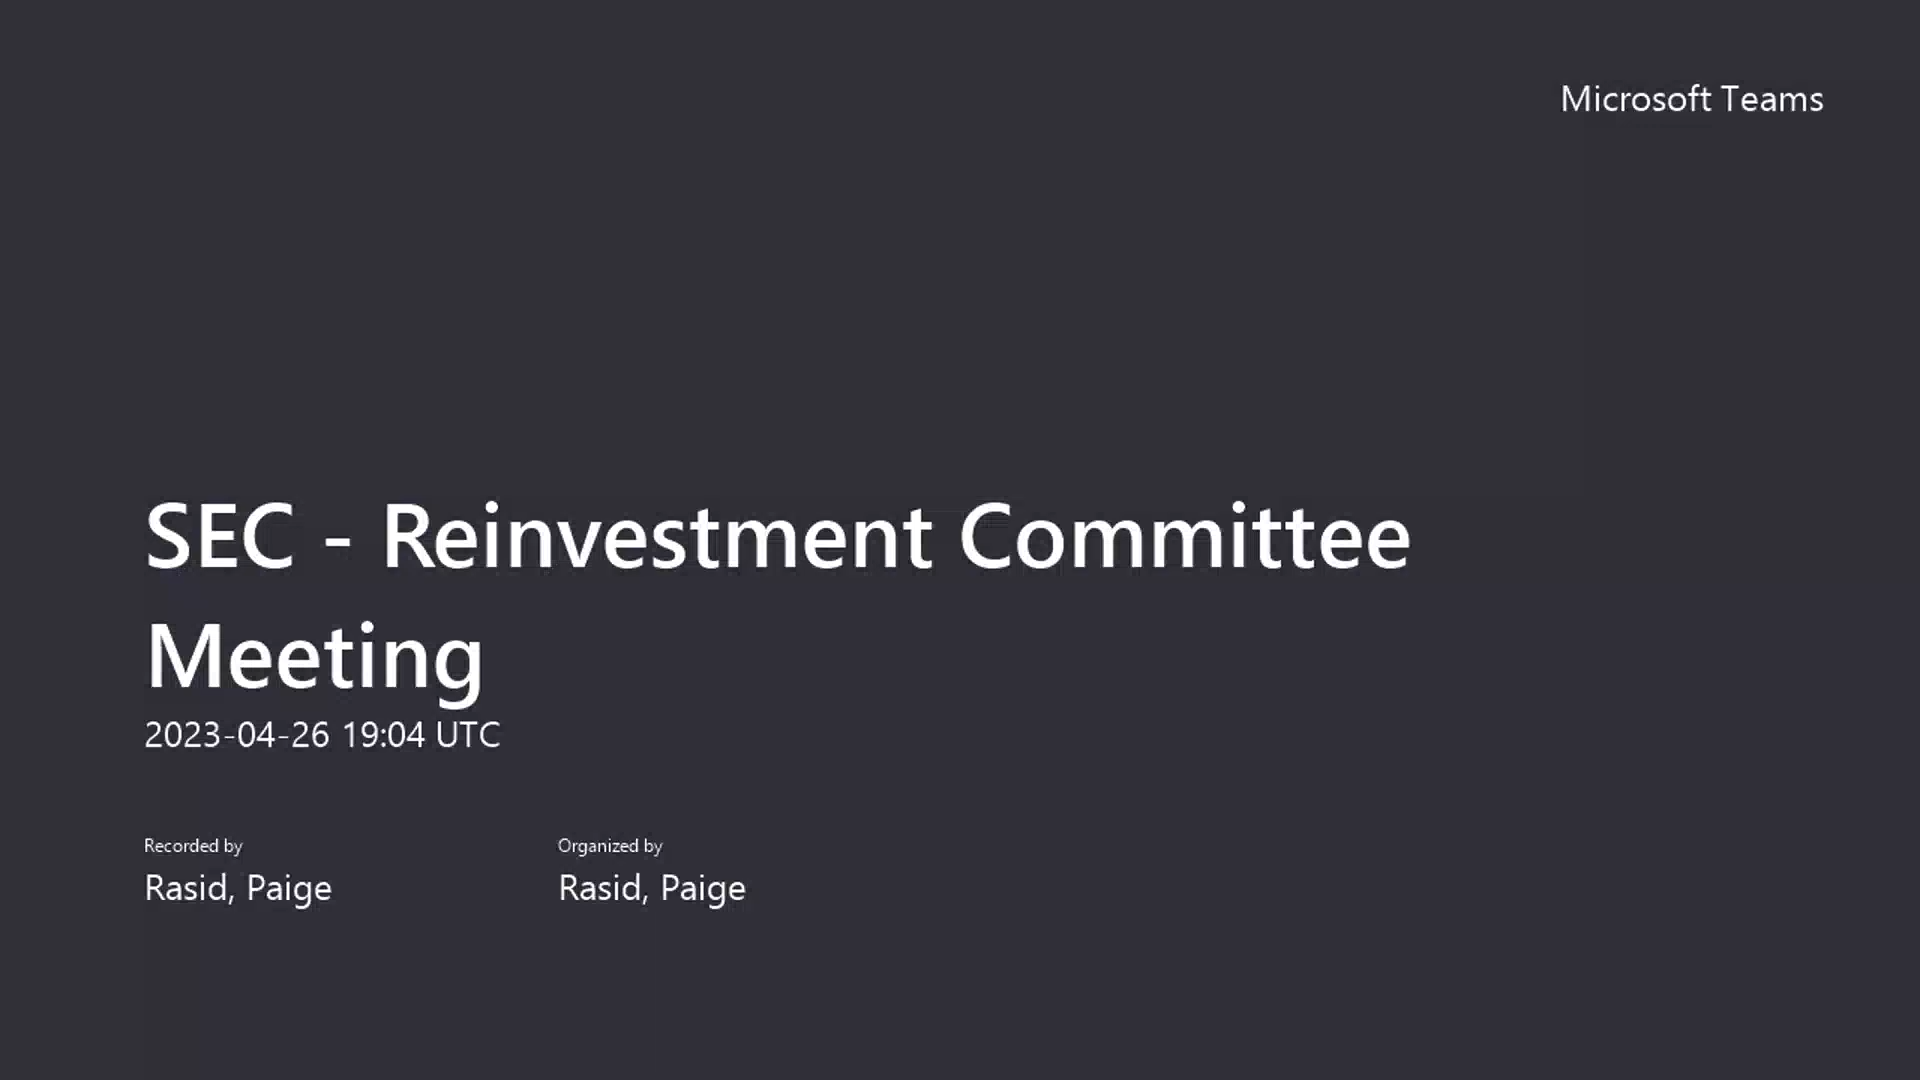 Microsoft Teams
SEC - Reinvestment Committee
Meeting
2023-04-26 19:04 UTC
Recorded by
Organized by
Rasid, Paige
Rasid, Paige